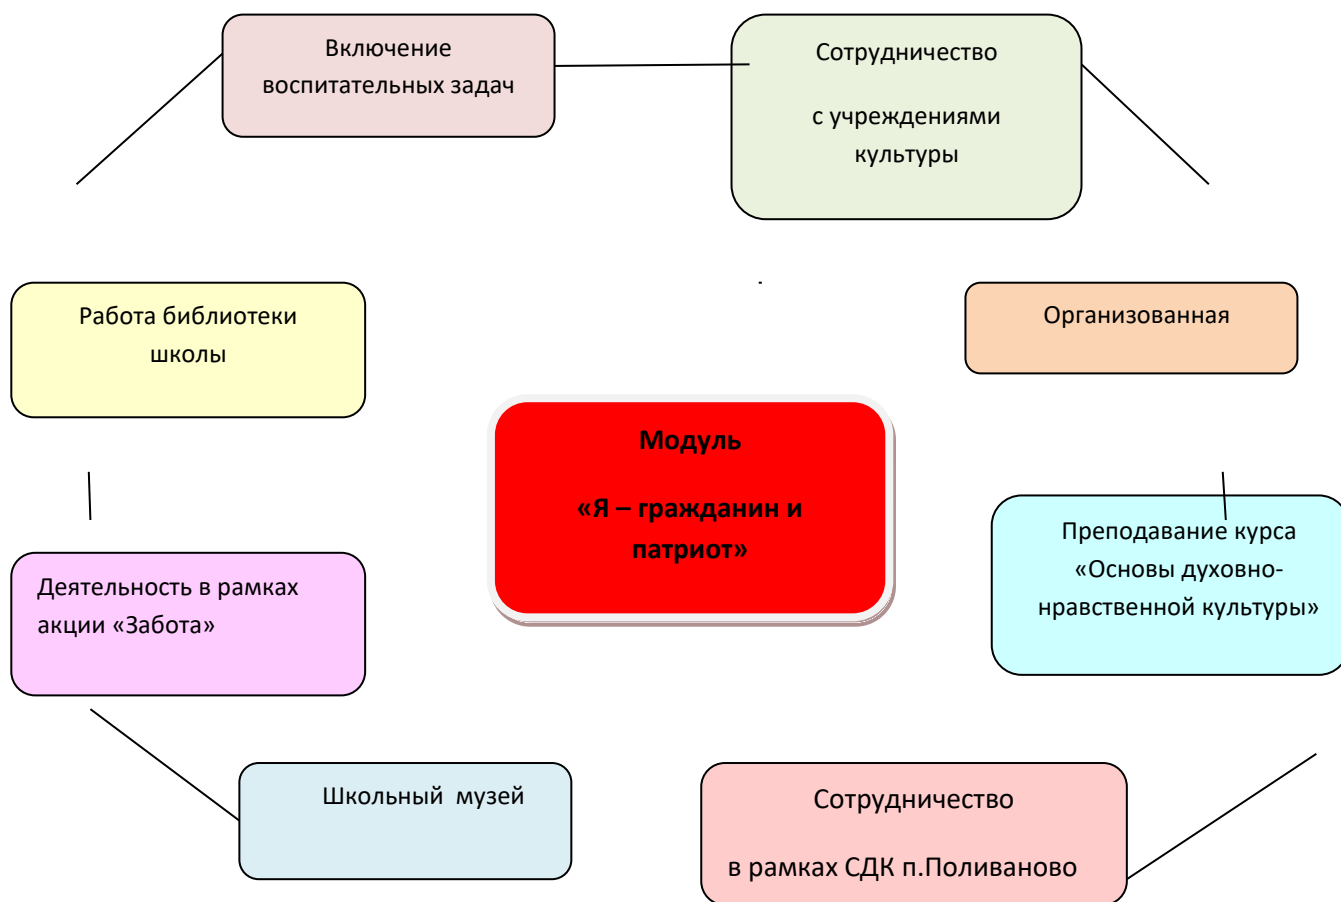 Включение
воспитательных задач
Сотрудничество
с учреждениями
культуры
Работа библиотеки
школы
Организованная
Модуль
«Я – гражданин и
патриот»
Преподавание курса
«Основы духовно-
нравственной культуры»
Деятельность в рамках
акции «Забота»
Школьный музей
Сотрудничество
в рамках СДК п.Поливаново